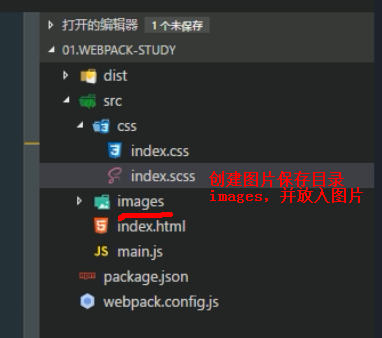 打开的编辑器 1 个未保存
01.WEBPACK-STUDY
dist
src
css
index.css
index.scss 创建图片保存目录
images images，并放入图片
index.html
JS main.js
package.json
webpack.config.js